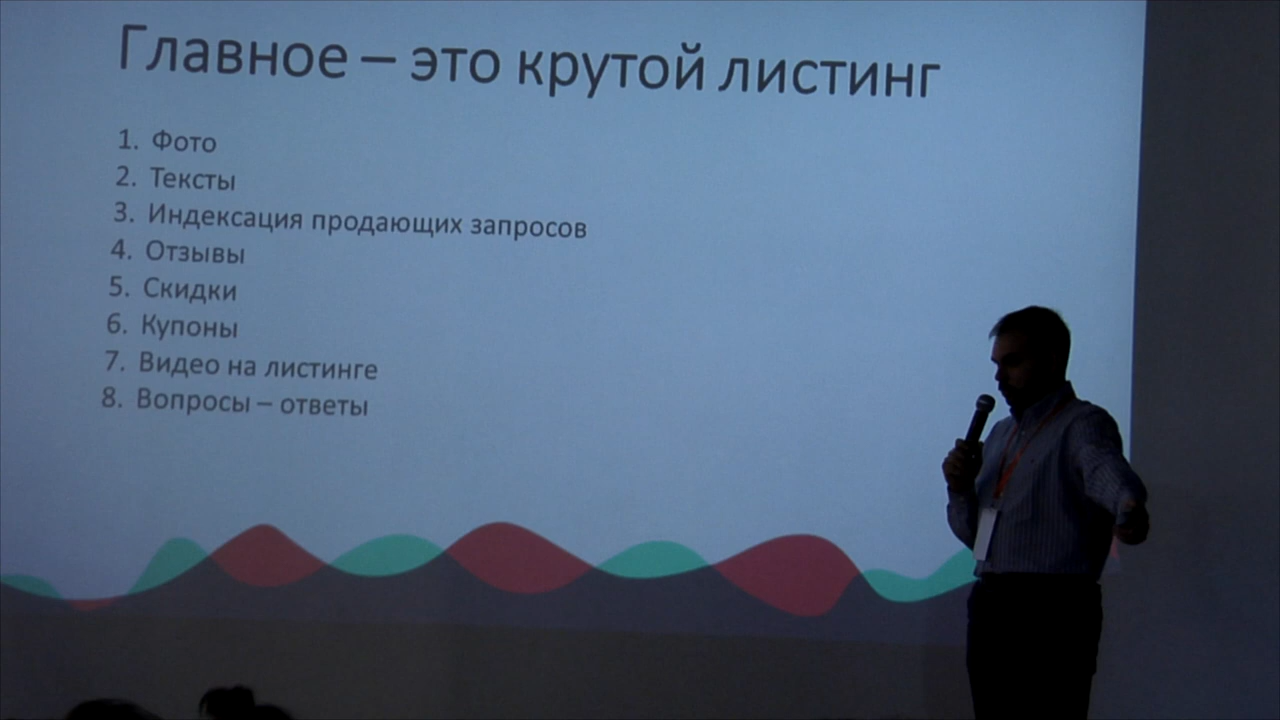 Главное – это крутой листинг
1. Фото
2. Тексты
3. Индексация продающих запросов
4. Отзывы
5. Скидки
6. Купоны
7. Видео на листинге
8. Вопросы – ответы